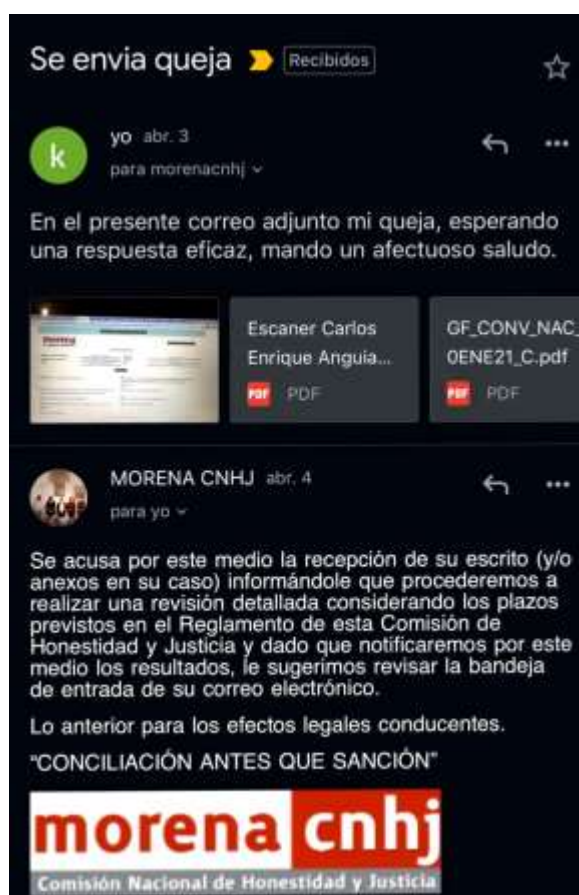 Se envia queja Recibidos
k
yo abr. 3
para morenacnhj
En el presente correo adjunto mi queja, esperando
una respuesta eficaz, mando un afectuoso saludo.
morena
Escaner Carlos
Enrique Anguia...
PDF PDF
GF_CONV_NAC_
0ENE21_C.pdf
PDF PDF
MORENA CNHJ abr. 4
para yo
Se acusa por este medio la recepción de su escrito (y/o
anexos en su caso) informándole que procederemos a
realizar una revisión detallada considerando los plazos
previstos en el Reglamento de esta Comisión de
Honestidad y Justicia y dado que notificaremos por este
medio los resultados, le sugerimos revisar la bandeja
de entrada de su correo electrónico.
Lo anterior para los efectos legales conducentes.
"CONCILIACIÓN ANTES QUE SANCIÓN"
morena cnhj
Comisión Nacional de Honestidad y Justicia